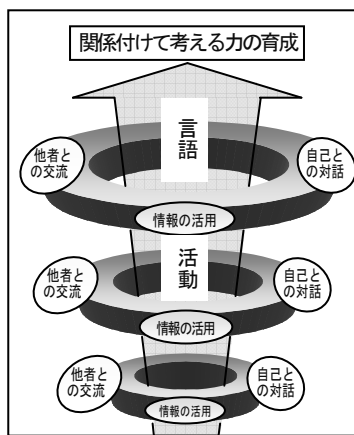 関係付けて考える力の育成
言語
他者と
の交流
自己と
の対話
情報の活用
活動
他者と
の交流
自己と
の対話
情報の活用
他者と
の交流
自己と
の対話
情報の活用